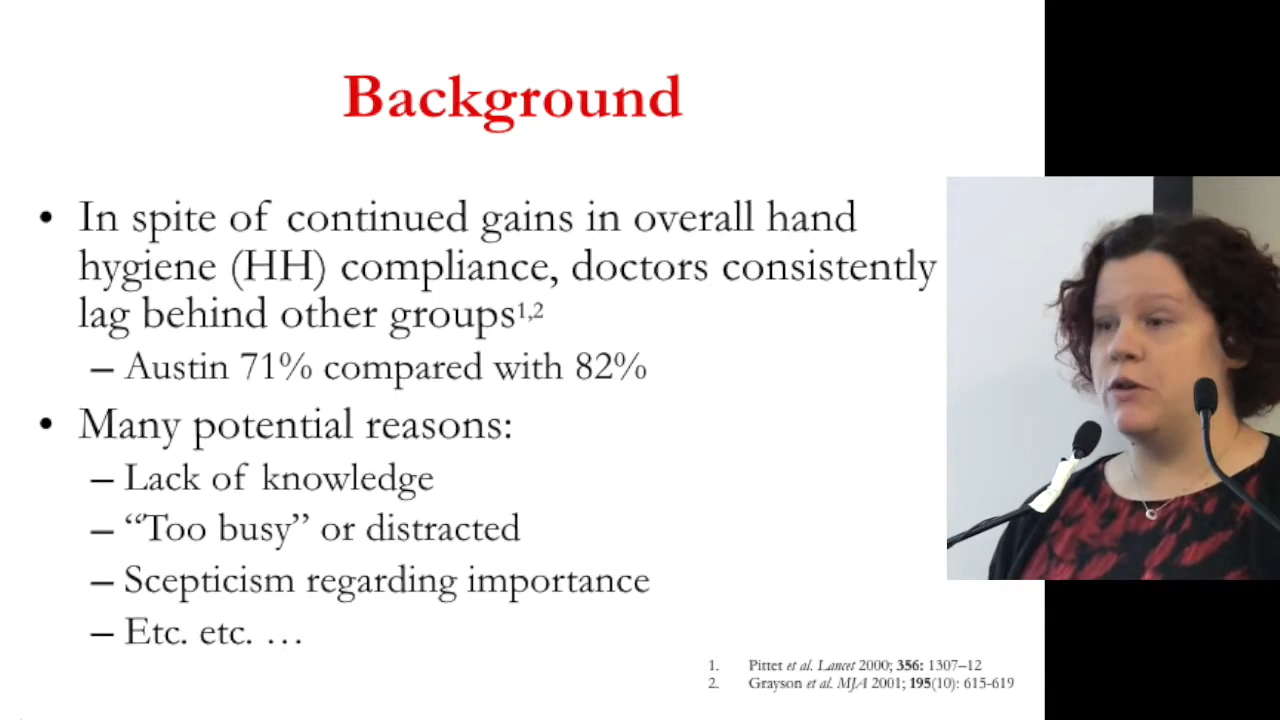 Background
• In spite of continued gains in overall hand
hygiene (HH) compliance, doctors consistently
lag behind other groups1,2
– Austin 71% compared with 82%
• Many potential reasons:
– Lack of knowledge
– “Too busy” or distracted
– Scepticism regarding importance
– Etc. etc. …
1. Pittet et al. Lancet 2000; 356: 1307–12
2. Grayson et al. MJA 2001; 195(10): 615-619